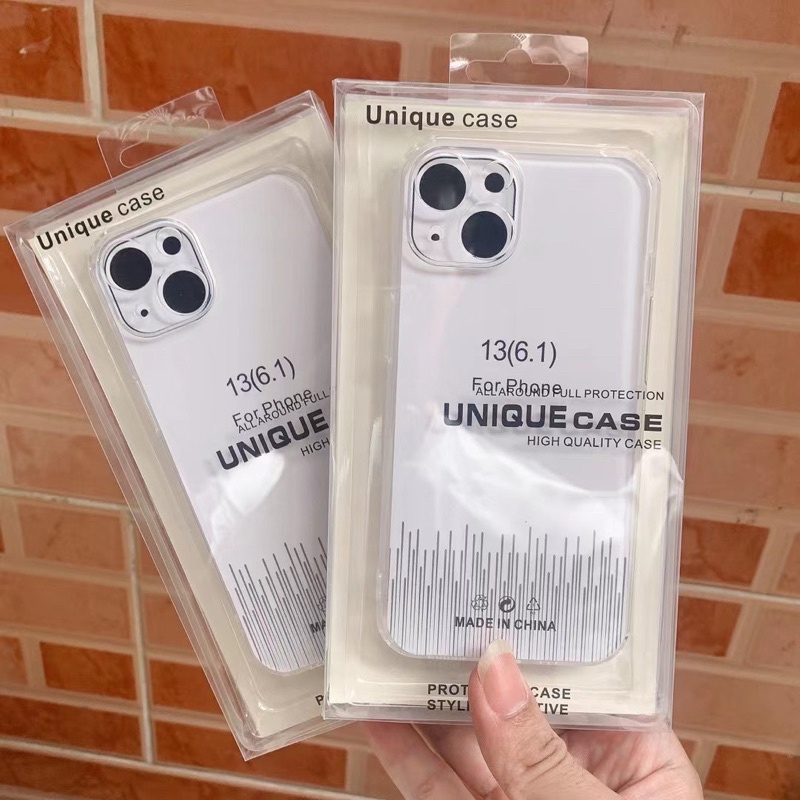 Unique case
13(6.1)
For Phone
ALL AROUND FULL
UNIQUE
HIGH
Unique case
13(6.1)
For Phone
ALL AROUND FULL PROTECTION
UNIQUE CASE
HIGH QUALITY CASE
MADE IN CHINA
CASE